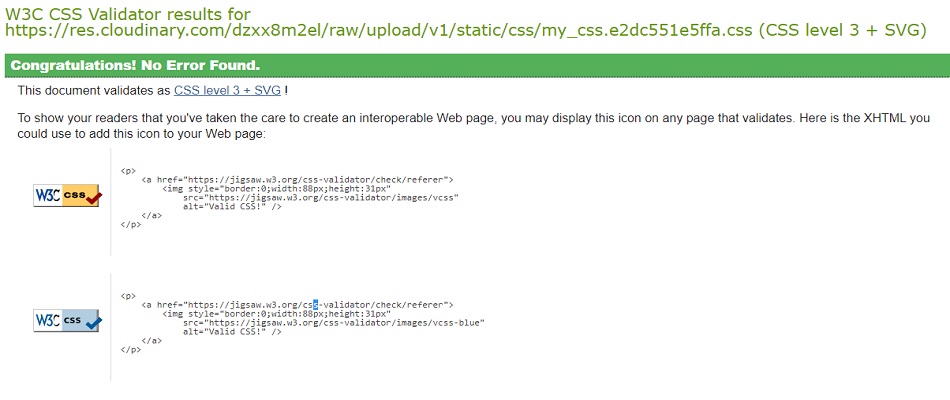 W3C CSS Validator results for
https://res.cloudinary.com/dzxx8m2el/raw/upload/v1/static/css/my_css.e2dc551e5ffa.css (CSS level 3 + SVG)
Congratulations! No Error Found.
This document validates as CSS level 3 + SVG !
To show your readers that you've taken the care to create an interoperable Web page, you may display this icon on any page that validates. Here is the XHTML you
could use to add this icon to your Web page:
W3C css
<p>
<a href="https://jigsaw.w3.org/css-validator/check/referer">
<img style="border:0;width:88px;height:31px"
src="https://jigsaw.w3.org/css-validator/images/vcss"
alt="Valid CSS!" />
</a>
</p>
W3C css
<p>
<a href="https://jigsaw.w3.org/css-validator/check/referer">
<img style="border:0;width:88px;height:31px"
src="https://jigsaw.w3.org/css-validator/images/vcss-blue"
alt="Valid CSS!" />
</a>
</p>